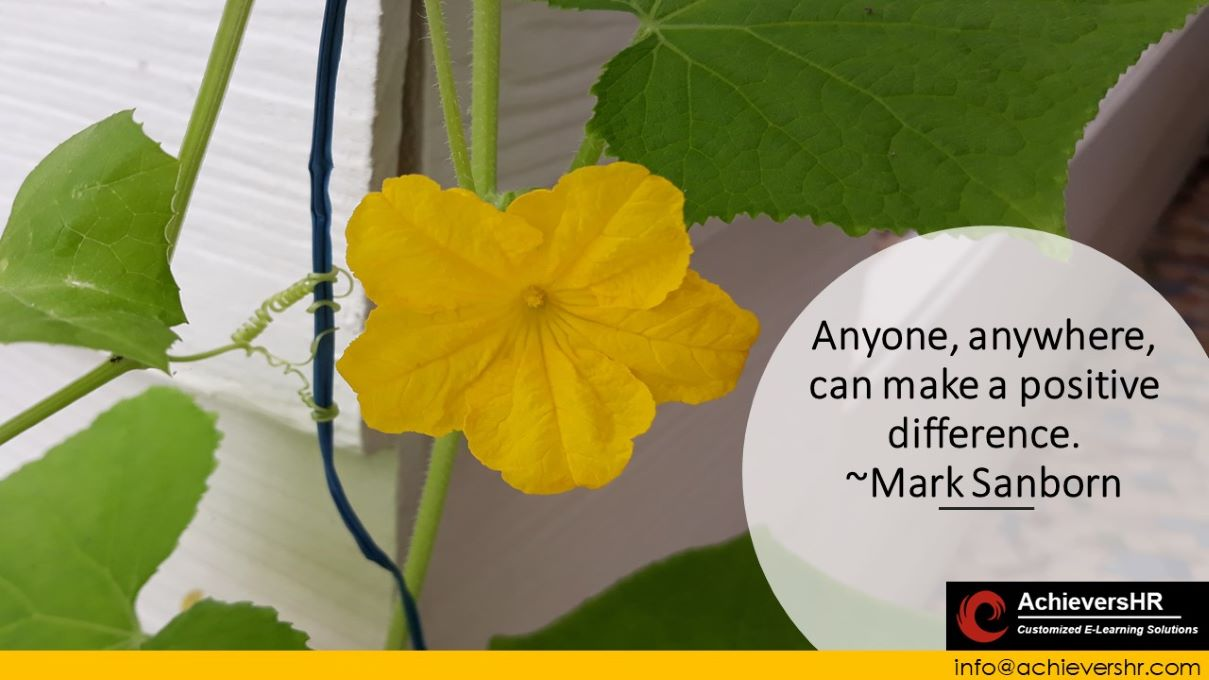 Anyone, anywhere,
can make a positive
difference.
~Mark Sanborn
AchieversHR
Customized E-Learning Solutions
info@achievershr.com